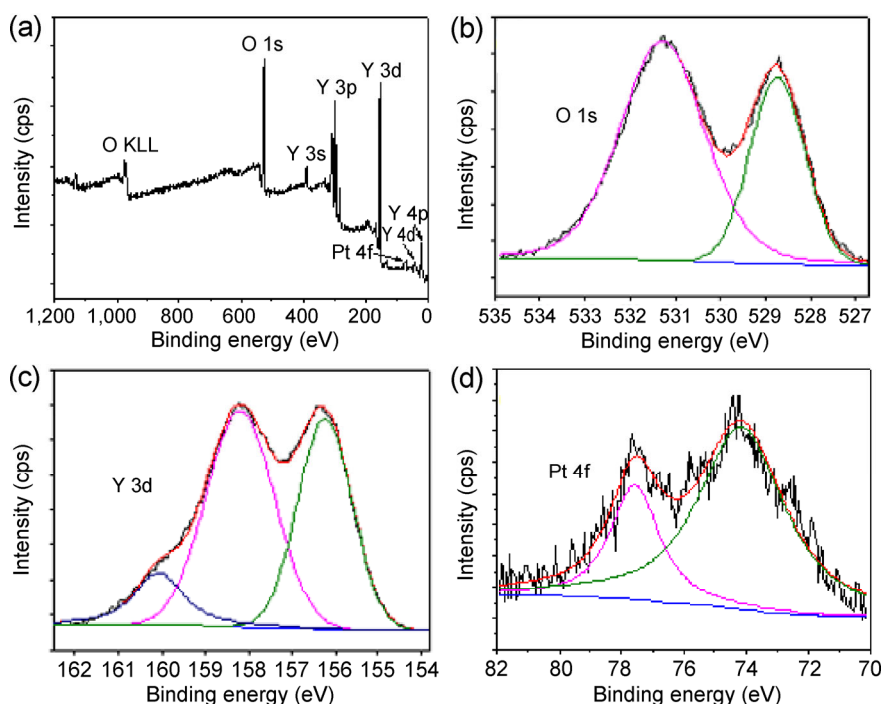 (a)
O 1s
Y 3d
Y 3p
O KLL
Y 3s
Y 4p
Y 4d
Pt 4f
Intensity (cps)
1,200 1,000 800 600 400 200 0
Binding energy (eV)
(b)
O 1s
Intensity (cps)
535 534 533 532 531 530 529 528 527
Binding energy (eV)
(c)
Y 3d
Intensity (cps)
162 161 160 159 158 157 156 155 154
Binding energy (eV)
(d)
Pt 4f
Intensity (cps)
82 80 78 76 74 72 70
Binding energy (eV)